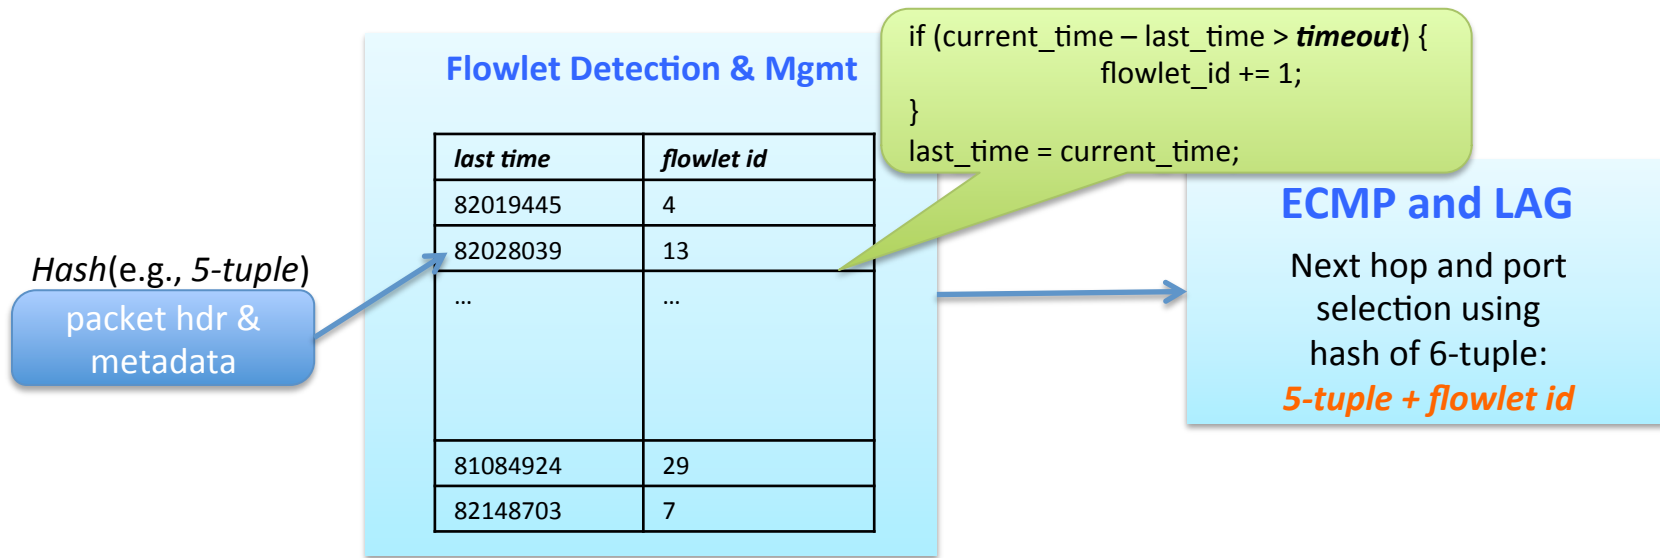 if (current_time – last_time > timeout) {
flowlet_id += 1;
}
last_time = current_time;
Flowlet Detection & Mgmt
last time flowlet id
82019445 4
82028039 13
... ...
81084924 29
82148703 7
Hash(e.g., 5-tuple)
packet hdr &
metadata
ECMP and LAG
Next hop and port
selection using
hash of 6-tuple:
5-tuple + flowlet id